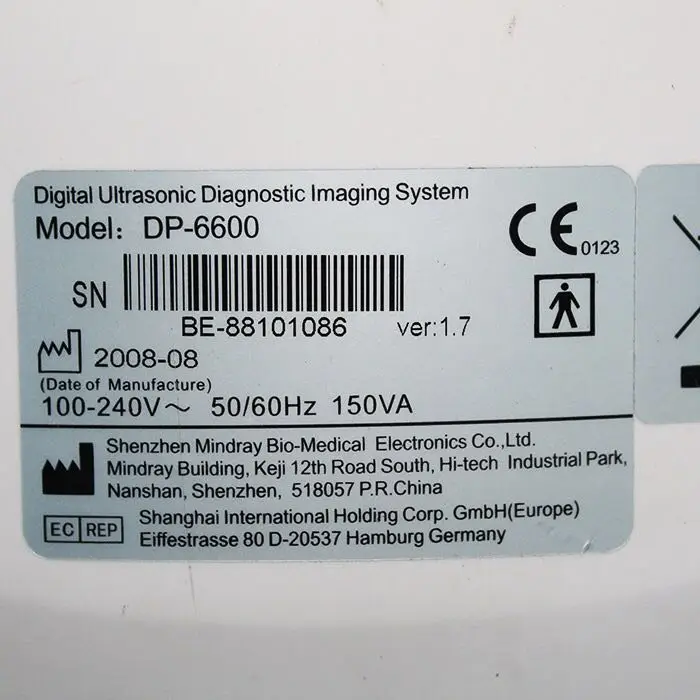 Digital Ultrasonic Diagnostic Imaging System
Model: DP-6600
CE 0123
SN
BE-88101086 ver:1.7
2008-08
(Date of Manufacture)
100-240V~ 50/60Hz 150VA
Shenzhen Mindray Bio-Medical Electronics Co.,Ltd.
Mindray Building, Keji 12th Road South, Hi-tech Industrial Park,
Nanshan, Shenzhen, 518057 P.R.China
EC REP
Shanghai International Holding Corp. GmbH(Europe)
Eiffestrasse 80 D-20537 Hamburg Germany